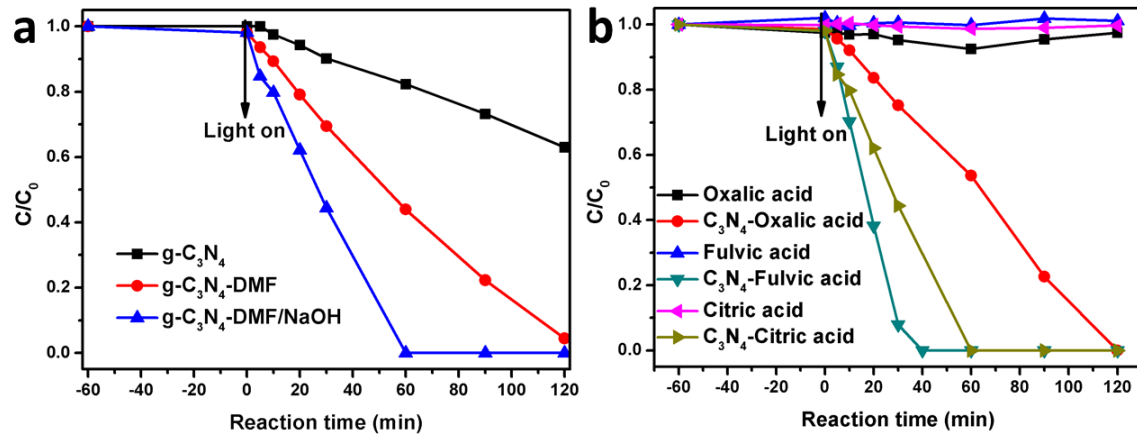 a
C/C₀
1.0
0.8
0.6
0.4
0.2
0.0
Light on
g-C₃N₄
g-C₃N₄-DMF
g-C₃N₄-DMF/NaOH
-60 -40 -20 0 20 40 60 80 100 120
Reaction time (min)
b
C/C₀
1.0
0.8
0.6
0.4
0.2
0.0
Light on
Oxalic acid
C₃N₄-Oxalic acid
Fulvic acid
C₃N₄-Fulvic acid
Citric acid
C₃N₄-Citric acid
-60 -40 -20 0 20 40 60 80 100 120
Reaction time (min)